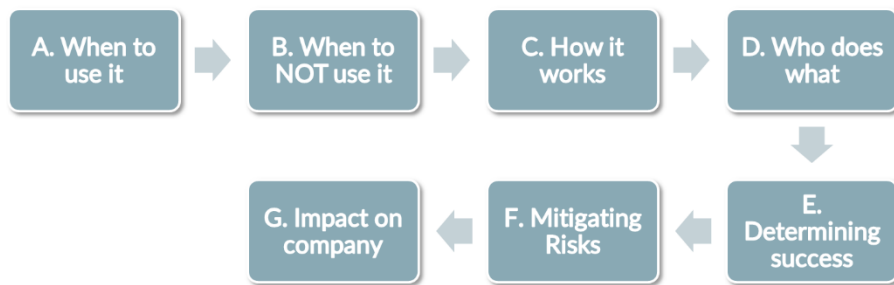 A. When to
use it
B. When to
NOT use it
C. How it
works
D. Who does
what
E.
Determining
success
F. Mitigating
Risks
G. Impact on
company